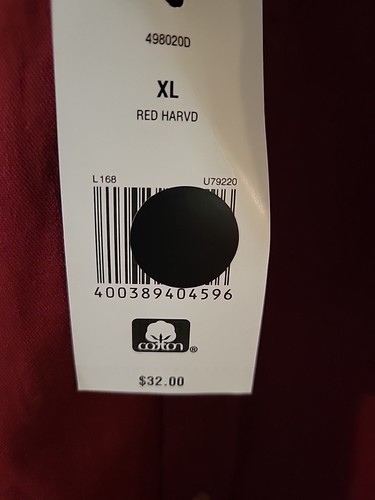 498020D
XL
RED HARVD
L168 U79220
400389404596
cotton ®
$32.00